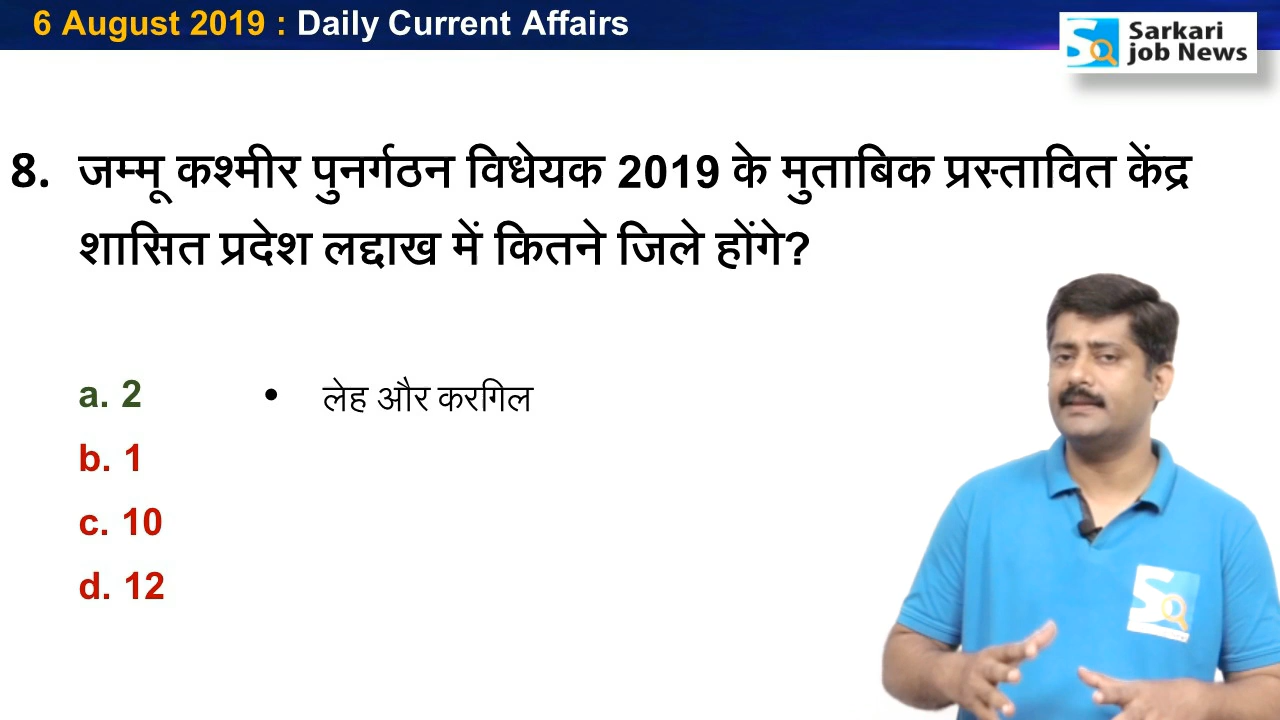 6 August 2019 : Daily Current Affairs
Sarkari
job News
8. जम्मू कश्मीर पुनर्गठन विधेयक 2019 के मुताबिक प्रस्तावित केंद्र
शासित प्रदेश लद्दाख में कितने जिले होंगे?
a. 2 • लेह और करगिल
b. 1
c. 10
d. 12